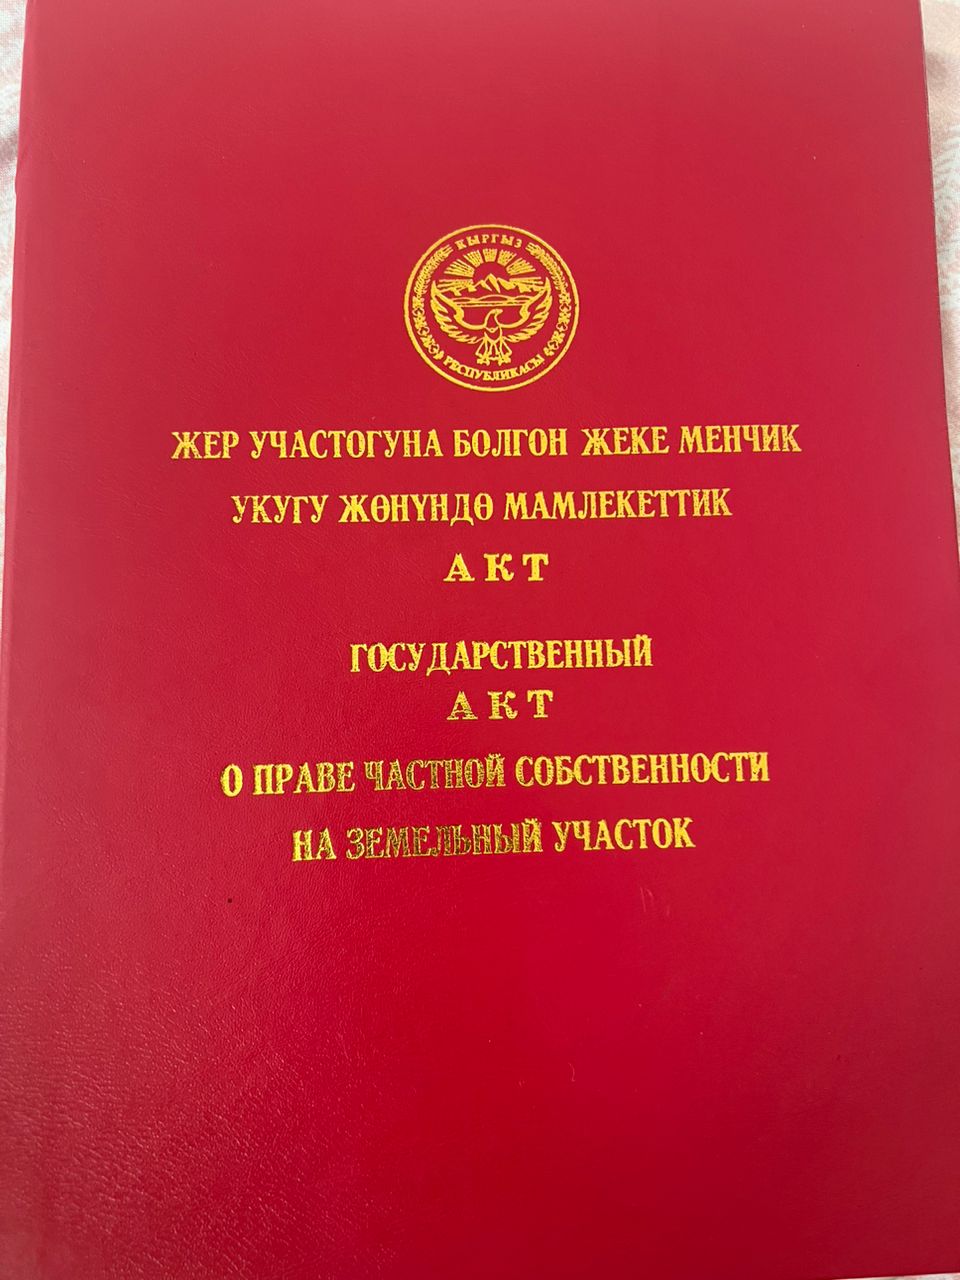 КЫРГЫЗ
РЕСПУБЛИКАСЫ
ЖЕР УЧАСТОГУНА БОЛГОН ЖЕКЕ МЕНЧИК
УКУГУ ЖӨНҮНДӨ МАМЛЕКЕТТИК
АКТ
ГОСУДАРСТВЕННЫЙ
АКТ
О ПРАВЕ ЧАСТНОЙ СОБСТВЕННОСТИ
НА ЗЕМЕЛЬНЫЙ УЧАСТОК